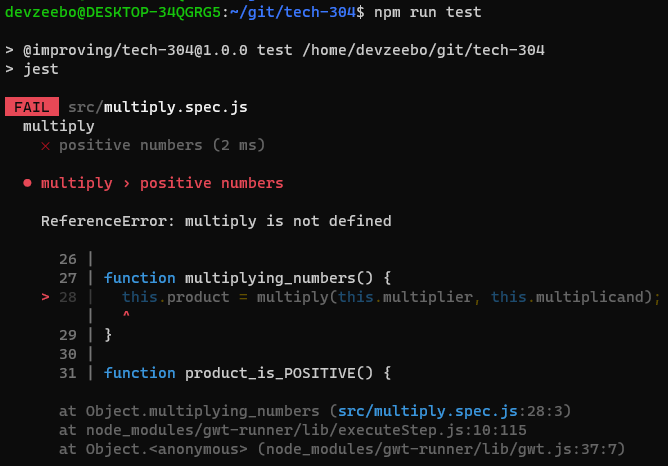 devzeebo@DESKTOP-34QGRG5:~/git/tech-304$ npm run test
> @improving/tech-304@1.0.0 test /home/devzeebo/git/tech-304
> jest
FAIL src/multiply.spec.js
multiply
✕ positive numbers (2 ms)
● multiply › positive numbers
ReferenceError: multiply is not defined
26 |
27 | function multiplying_numbers() {
> 28 | this.product = multiply(this.multiplier, this.multiplicand);
| ^
29 | }
30 |
31 | function product_is_POSITIVE() {
at Object.multiplying_numbers (src/multiply.spec.js:28:3)
at node_modules/gwt-runner/lib/executeStep.js:10:115
at Object.<anonymous> (node_modules/gwt-runner/lib/gwt.js:37:7)